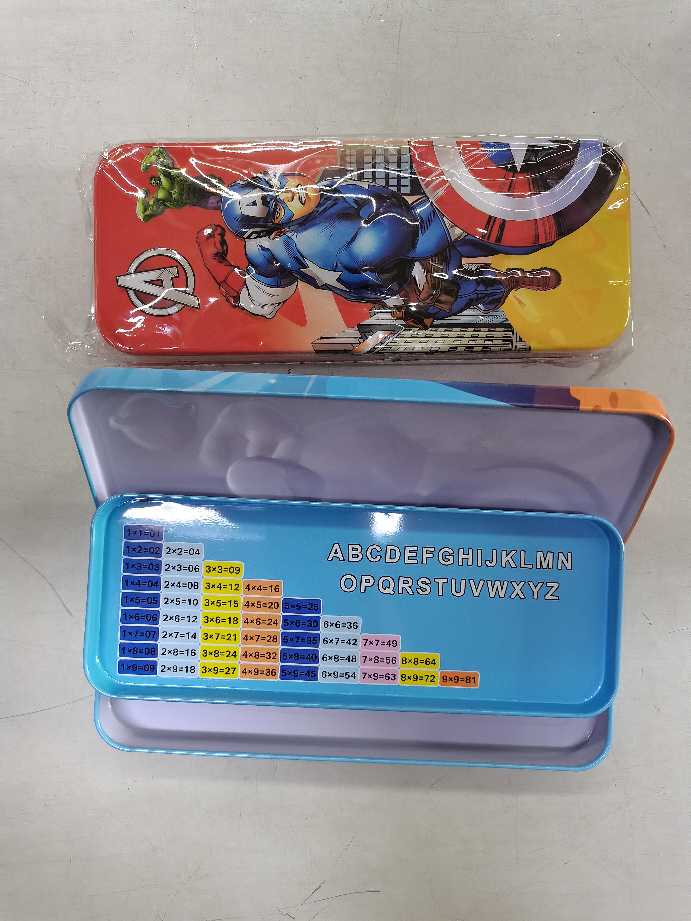 1×1=01
1×2=02 2×2=04
1×3=03 2×3=06 3×3=09
1×4=04 2×4=08 3×4=12 4×4=16
1×5=05 2×5=10 3×5=15 4×5=20 5×5=25
1×6=06 2×6=12 3×6=18 4×6=24 5×6=30 6×6=36
1×7=07 2×7=14 3×7=21 4×7=28 5×7=35 6×7=42 7×7=49
1×8=08 2×8=16 3×8=24 4×8=32 5×8=40 6×8=48 7×8=56 8×8=64
1×9=09 2×9=18 3×9=27 4×9=36 5×9=45 6×9=54 7×9=63 8×9=72 9×9=81
ABCDEFGHIJKLMN
OPQRSTUVWXYZ